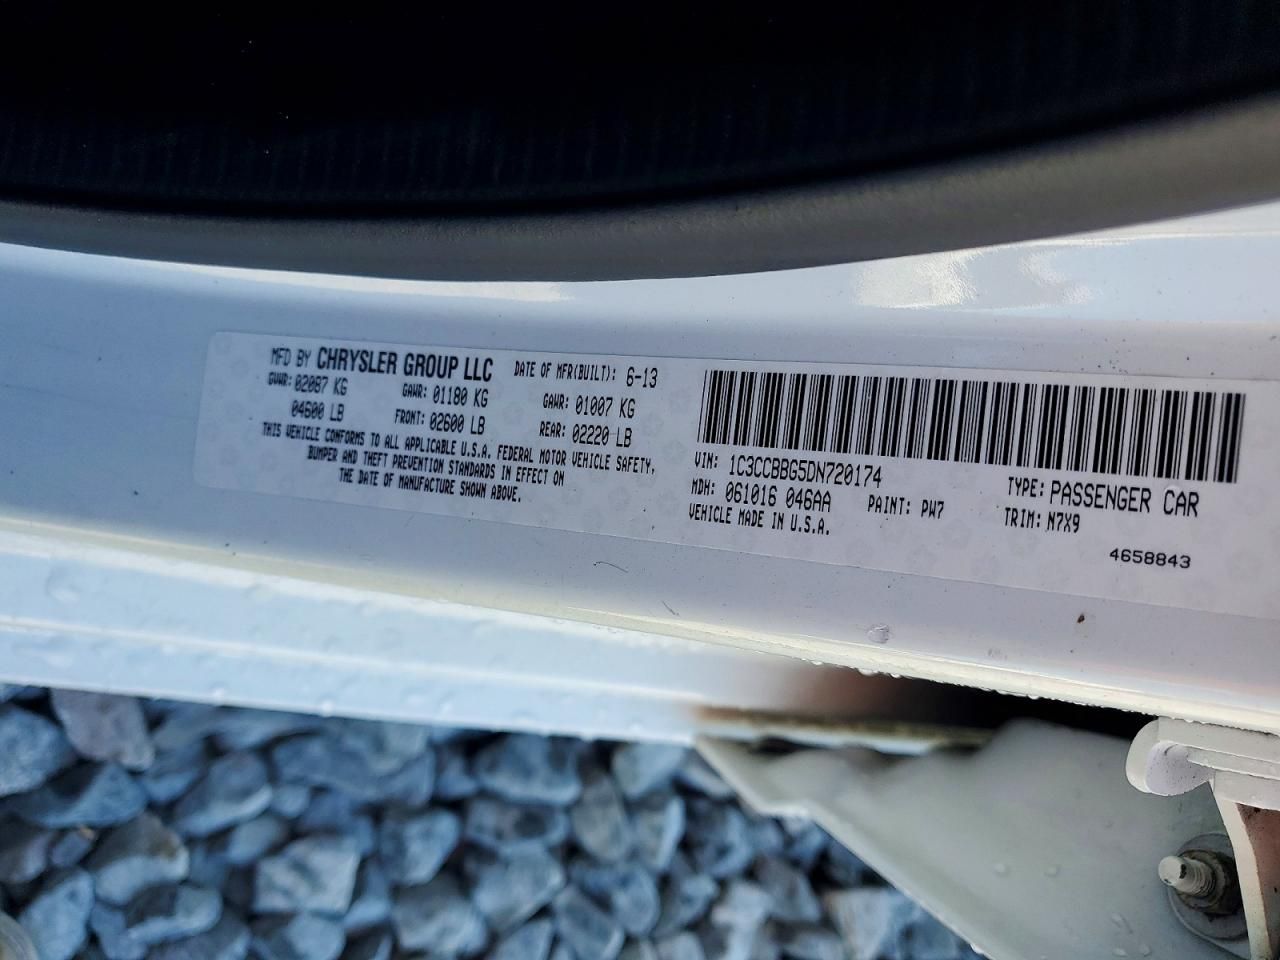 MFD BY CHRYSLER GROUP LLC DATE OF MFR(BUILT): 6-13
GVWR: 02087 KG GAWR: 01180 KG GAWR: 01007 KG
04600 LB FRONT: 02600 LB REAR: 02220 LB
THIS VEHICLE CONFORMS TO ALL APPLICABLE U.S.A. FEDERAL MOTOR VEHICLE SAFETY,
BUMPER AND THEFT PREVENTION STANDARDS IN EFFECT ON
THE DATE OF MANUFACTURE SHOWN ABOVE.
VIN: 1C3CCBBG5DN720174 TYPE: PASSENGER CAR
MDH: 061016 046AA PAINT: PW7 TRIM: N7X9
VEHICLE MADE IN U.S.A.
4658843